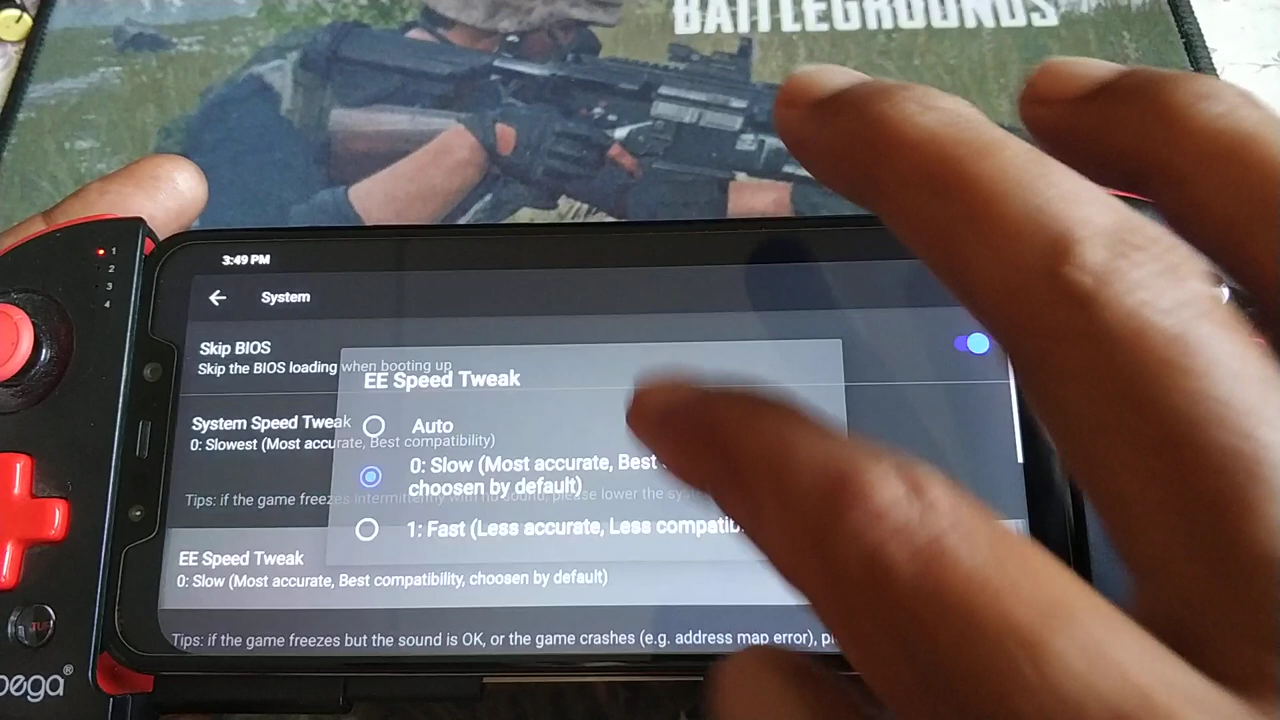 BATTLEGROUNDS
1
2
3
4
3:49 PM
System
Skip BIOS
Skip the BIOS loading when booting up
EE Speed Tweak
System Speed Tweak
Auto
0: Slowest (Most accurate, Best compatibility)
0: Slow (Most accurate, Best
choosen by default)
Tips: if the game freezes intermittently with no sound, please lower the
1: Fast (Less accurate, Less
EE Speed Tweak
0: Slow (Most accurate, Best compatibility, choosen by default)
Tips: if the game freezes but the sound is OK, or the game crashes (e.g. address map error),